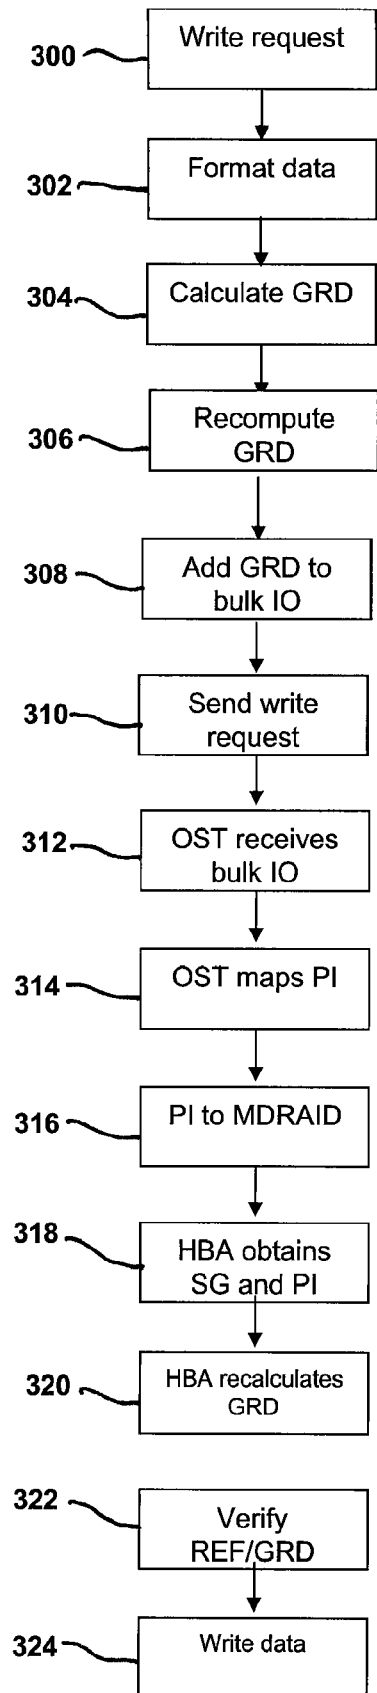 300
Write request
302
Format data
304
Calculate GRD
306
Recompute
GRD
308
Add GRD to
bulk IO
310
Send write
request
312
OST receives
bulk IO
314
OST maps PI
316
PI to MDRAID
318
HBA obtains
SG and PI
320
HBA recalculates
GRD
322
Verify
REF/GRD
324
Write data